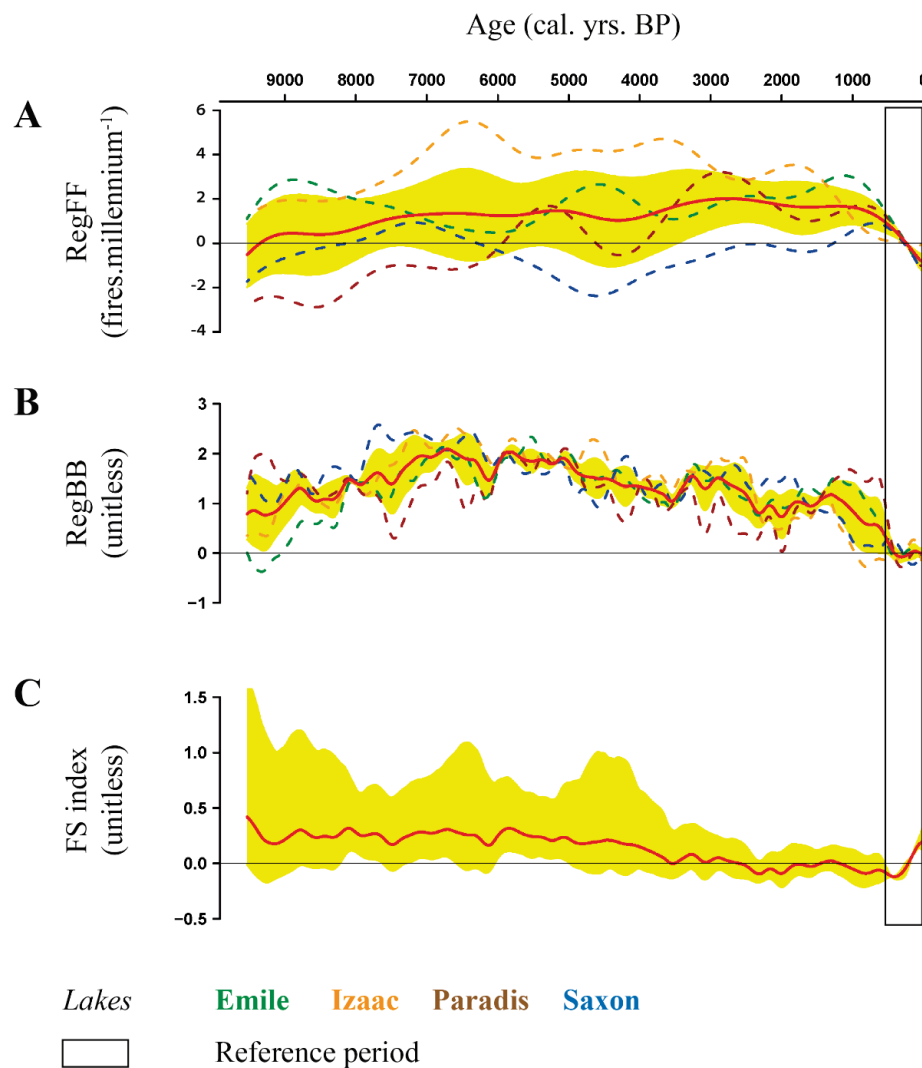 Age (cal. yrs. BP)
9000 8000 7000 6000 5000 4000 3000 2000 1000 0
A
RegFF
(fires.millennium⁻¹)
6
4
2
0
-2
-4
B
RegBB
(unitless)
3
2
1
0
−1
C
FS index
(unitless)
1.5
1.0
0.5
0.0
−0.5
Lakes Emile Izaac Paradis Saxon
Reference period